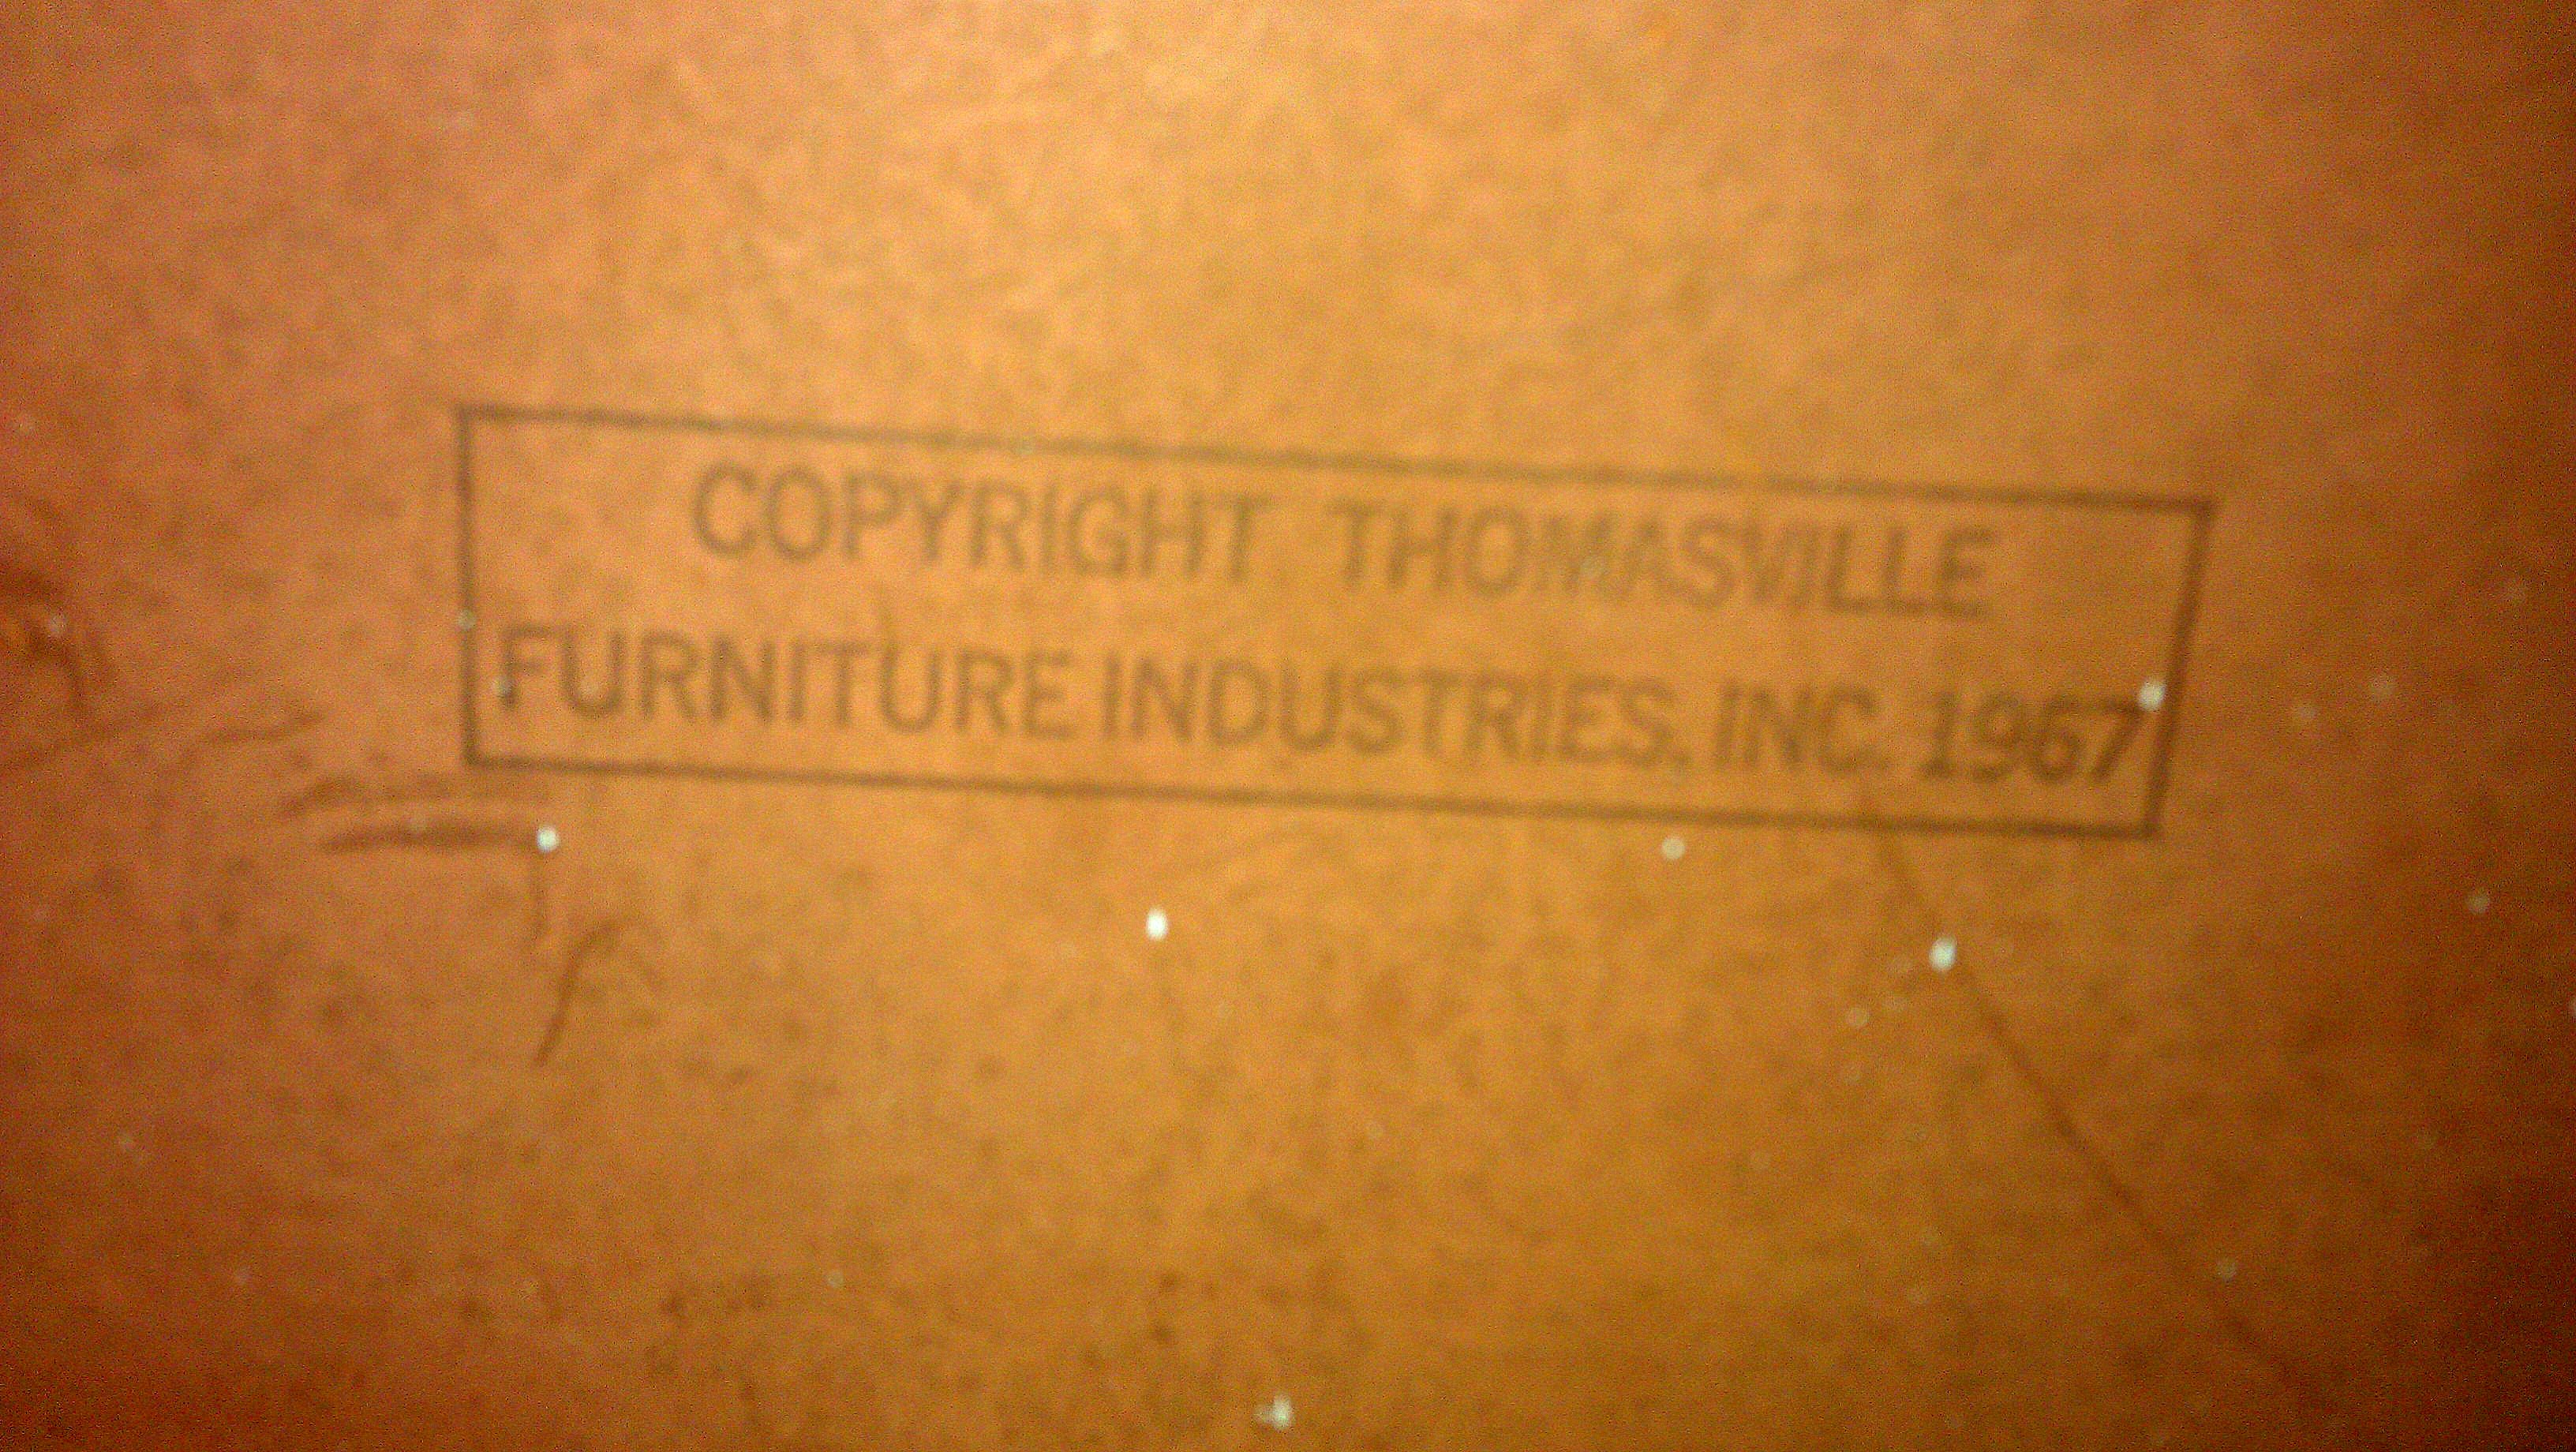 COPYRIGHT THOMASVILLE
FURNITURE INDUSTRIES, INC. 1967